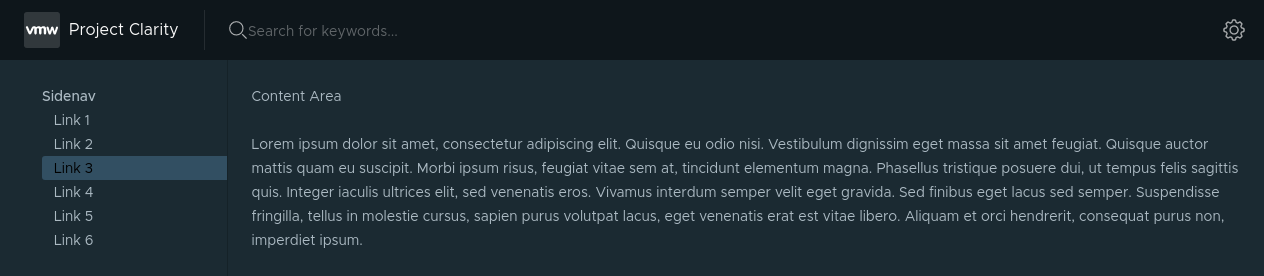 vmw Project Clarity
Search for keywords...
Sidenav
Link 1
Link 2
Link 3
Link 4
Link 5
Link 6
Content Area
Lorem ipsum dolor sit amet, consectetur adipiscing elit. Quisque eu odio nisi. Vestibulum dignissim eget massa sit amet feugiat. Quisque auctor
mattis quam eu suscipit. Morbi ipsum risus, feugiat vitae sem at, tincidunt elementum magna. Phasellus tristique posuere dui, ut tempus felis sagittis
quis. Integer iaculis ultrices elit, sed venenatis eros. Vivamus interdum semper velit eget gravida. Sed finibus eget lacus sed semper. Suspendisse
fringilla, tellus in molestie cursus, sapien purus volutpat lacus, eget venenatis erat est vitae libero. Aliquam et orci hendrerit, consequat purus non,
imperdiet ipsum.